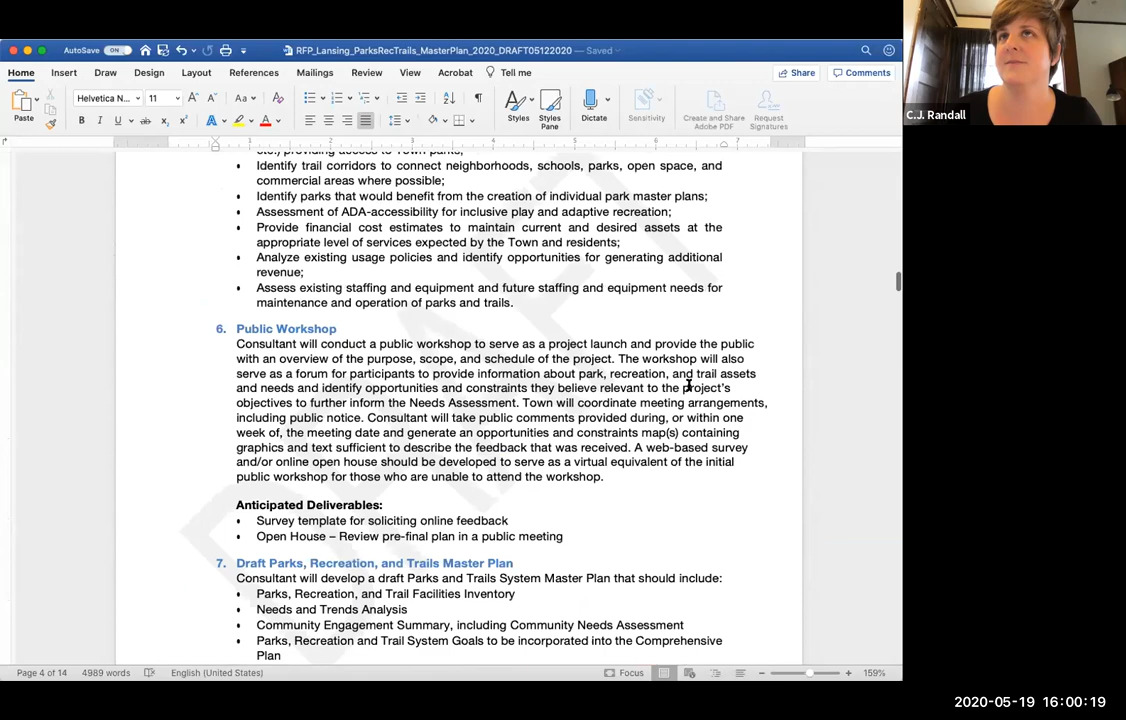 AutoSave ON RFP_Lansing_ParksRecTrails_MasterPlan_2020_DRAFT05122020 — Saved
Home Insert Draw Design Layout References Mailings Review View Acrobat Tell me Share Comments
Paste Helvetica N... 11 Aa Styles Styles Pane Dictate Sensitivity Create and Share Adobe PDF Request Signatures
C.J. Randall
1 2 3 4 5 6 7
etc.) providing access to Town parks;
• Identify trail corridors to connect neighborhoods, schools, parks, open space, and
commercial areas where possible;
• Identify parks that would benefit from the creation of individual park master plans;
• Assessment of ADA-accessibility for inclusive play and adaptive recreation;
• Provide financial cost estimates to maintain current and desired assets at the
appropriate level of services expected by the Town and residents;
• Analyze existing usage policies and identify opportunities for generating additional
revenue;
• Assess existing staffing and equipment and future staffing and equipment needs for
maintenance and operation of parks and trails.
6. Public Workshop
Consultant will conduct a public workshop to serve as a project launch and provide the public
with an overview of the purpose, scope, and schedule of the project. The workshop will also
serve as a forum for participants to provide information about park, recreation, and trail assets
and needs and identify opportunities and constraints they believe relevant to the project's
objectives to further inform the Needs Assessment. Town will coordinate meeting arrangements,
including public notice. Consultant will take public comments provided during, or within one
week of, the meeting date and generate an opportunities and constraints map(s) containing
graphics and text sufficient to describe the feedback that was received. A web-based survey
and/or online open house should be developed to serve as a virtual equivalent of the initial
public workshop for those who are unable to attend the workshop.
Anticipated Deliverables:
• Survey template for soliciting online feedback
• Open House – Review pre-final plan in a public meeting
7. Draft Parks, Recreation, and Trails Master Plan
Consultant will develop a draft Parks and Trails System Master Plan that should include:
• Parks, Recreation, and Trail Facilities Inventory
• Needs and Trends Analysis
• Community Engagement Summary, including Community Needs Assessment
• Parks, Recreation and Trail System Goals to be incorporated into the Comprehensive
Plan
DRAFT
Page 4 of 14 4989 words English (United States) Focus 159%
2020-05-19 16:00:19